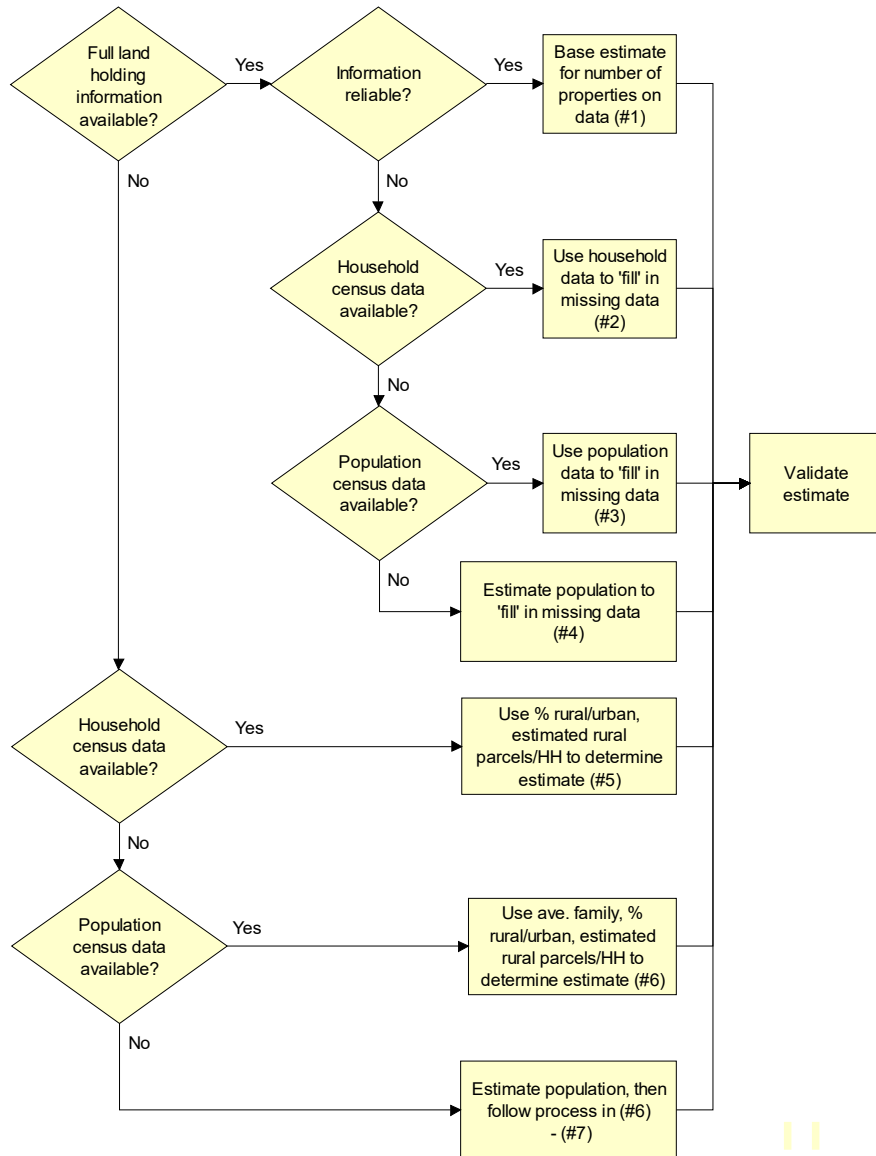 Full land
holding
information
available?
Yes
Information
reliable?
Yes
Base estimate
for number of
properties on
data (#1)
No
No
Household
census data
available?
Yes
Use household
data to 'fill' in
missing data
(#2)
No
Population
census data
available?
Yes
Use population
data to 'fill' in
missing data
(#3)
Validate
estimate
No
Estimate population to
'fill' in missing data
(#4)
Household
census data
available?
Yes
Use % rural/urban,
estimated rural
parcels/HH to determine
estimate (#5)
No
Population
census data
available?
Yes
Use ave. family, %
rural/urban, estimated
rural parcels/HH to
determine estimate (#6)
No
Estimate population, then
follow process in (#6)
- (#7)